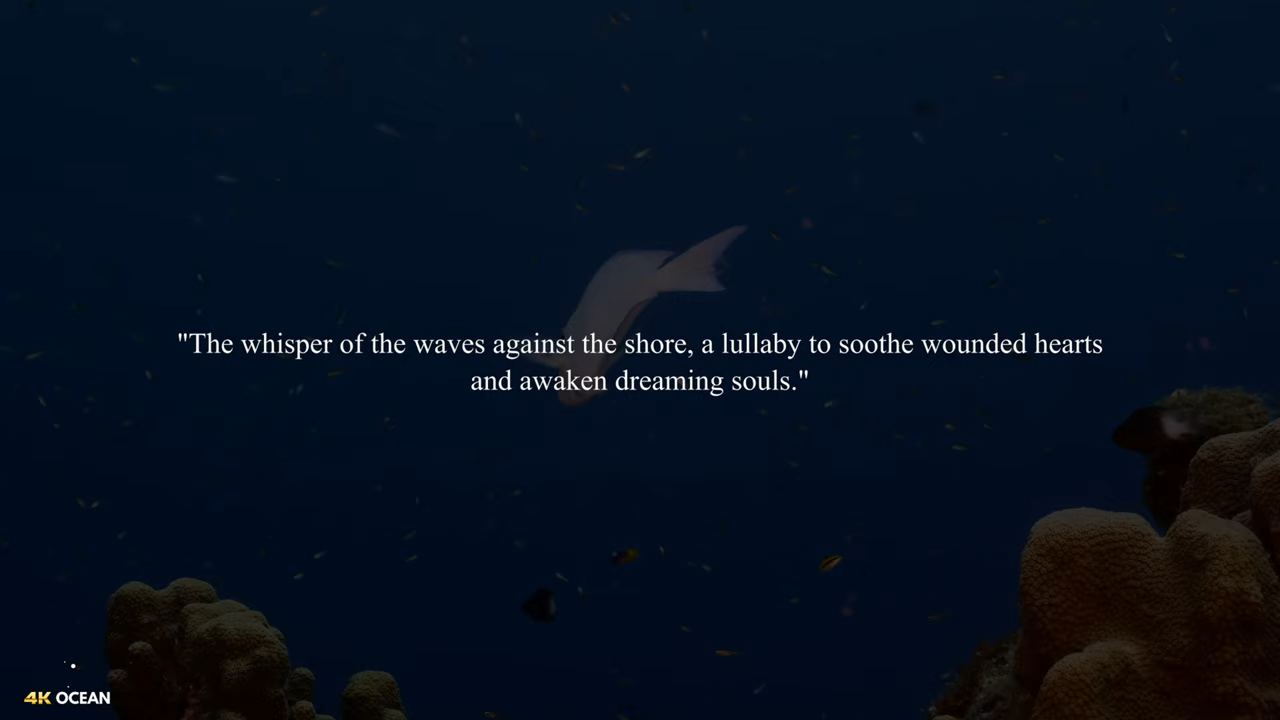 "The whisper of the waves against the shore, a lullaby to soothe wounded hearts
and awaken dreaming souls."
4K OCEAN